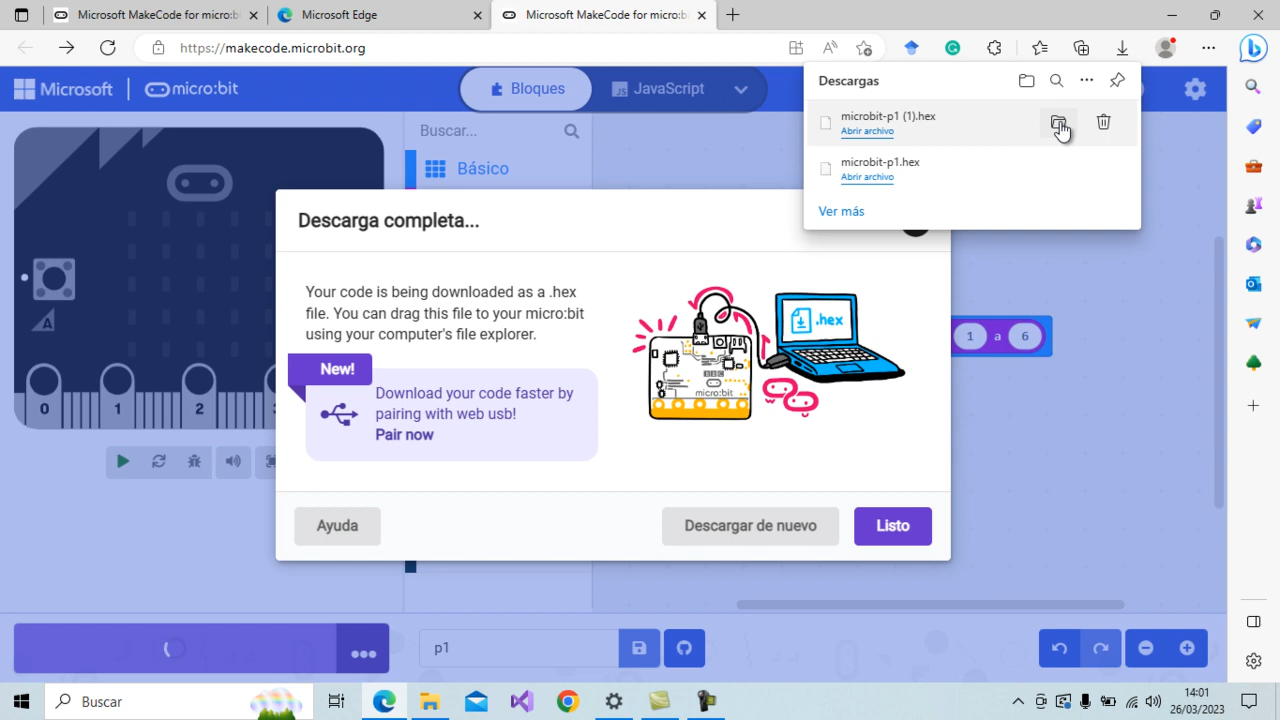 Microsoft MakeCode for micro:bi
Microsoft Edge
Microsoft MakeCode for micro:bi
https://makecode.microbit.org
Microsoft
micro:bit
Bloques
JavaScript
Buscar...
Básico
Descargas
microbit-p1 (1).hex
Abrir archivo
microbit-p1.hex
Abrir archivo
Ver más
Descarga completa...
Your code is being downloaded as a .hex
file. You can drag this file to your micro:bit
using your computer's file explorer.
New!
Download your code faster by
pairing with web usb!
Pair now
.hex
BBC
micro:bit
1 a 6
A
0 1 2
Ayuda
Descargar de nuevo
Listo
p1
Buscar
14:01
26/03/2023